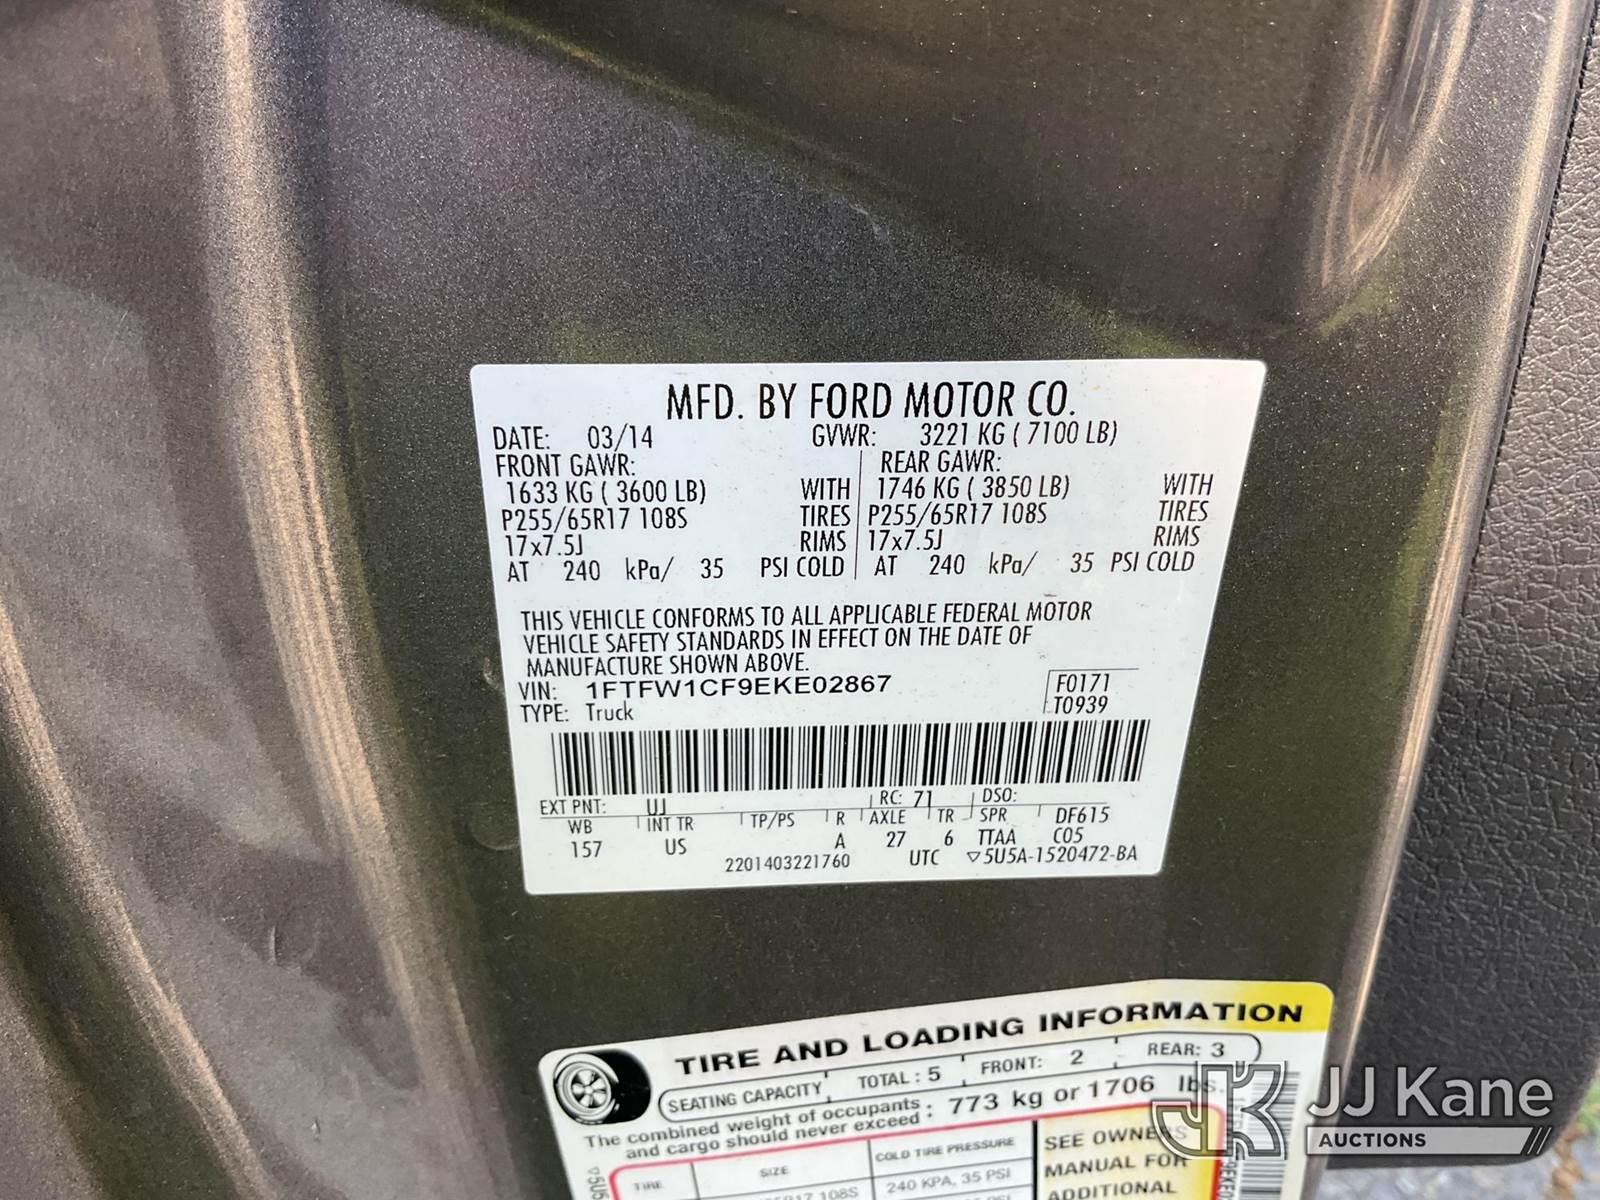 MFD. BY FORD MOTOR CO.
DATE: 03/14 GVWR: 3221 KG ( 7100 LB)
FRONT GAWR: REAR GAWR:
1633 KG ( 3600 LB) WITH 1746 KG ( 3850 LB) WITH
P255/65R17 108S TIRES P255/65R17 108S TIRES
17x7.5J RIMS 17x7.5J RIMS
AT 240 kPa/ 35 PSI COLD AT 240 kPa/ 35 PSI COLD
THIS VEHICLE CONFORMS TO ALL APPLICABLE FEDERAL MOTOR
VEHICLE SAFETY STANDARDS IN EFFECT ON THE DATE OF
MANUFACTURE SHOWN ABOVE.
VIN: 1FTFW1CF9EKE02867 F0171
TYPE: Truck T0939
EXT PNT: UJ RC: 71 DSO:
WB INT TR TP/PS R AXLE TR SPR DF615
157 US A 27 6 TTAA C05
2201403221760 UTC ▽5U5A-1520472-BA
TIRE AND LOADING INFORMATION
SEATING CAPACITY TOTAL : 5 FRONT: 2 REAR: 3
The combined weight of occupants and cargo should never exceed : 773 kg or 1706 lbs.
TIRE SIZE COLD TIRE PRESSURE SEE OWNERS
108S 240 KPA, 35 PSI MANUAL FOR
ADDITIONAL
JJ Kane
AUCTIONS